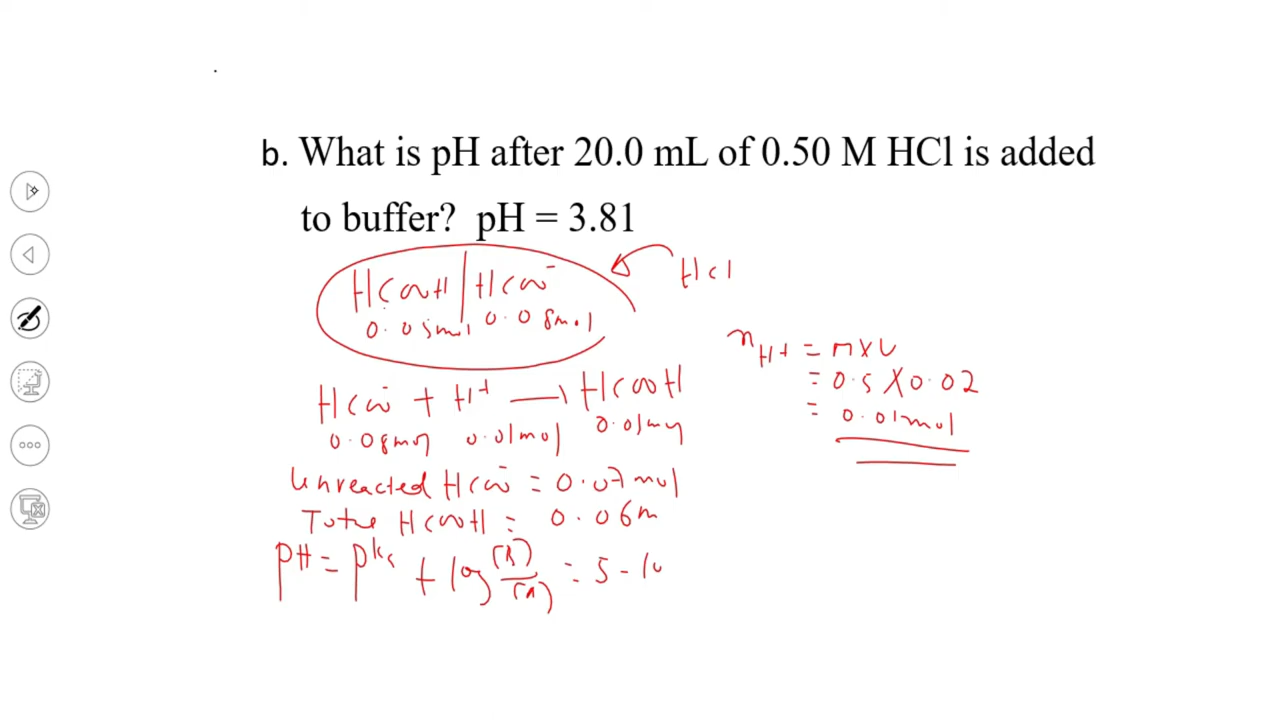 b. What is pH after 20.0 mL of 0.50 M HCl is added
to buffer? pH = 3.81
HCOOH | HCOO⁻
HCl
0.05mol 0.08mol
n H+ = M×V
= 0.5 × 0.02
= 0.01mol
HCOO⁻ + H⁺ → HCOOH
0.08mol 0.01mol 0.01mol
Unreacted HCOO⁻ = 0.07mol
HCOOH = 0.06m
pH = pka + log [B]/[A] = 5 - lo